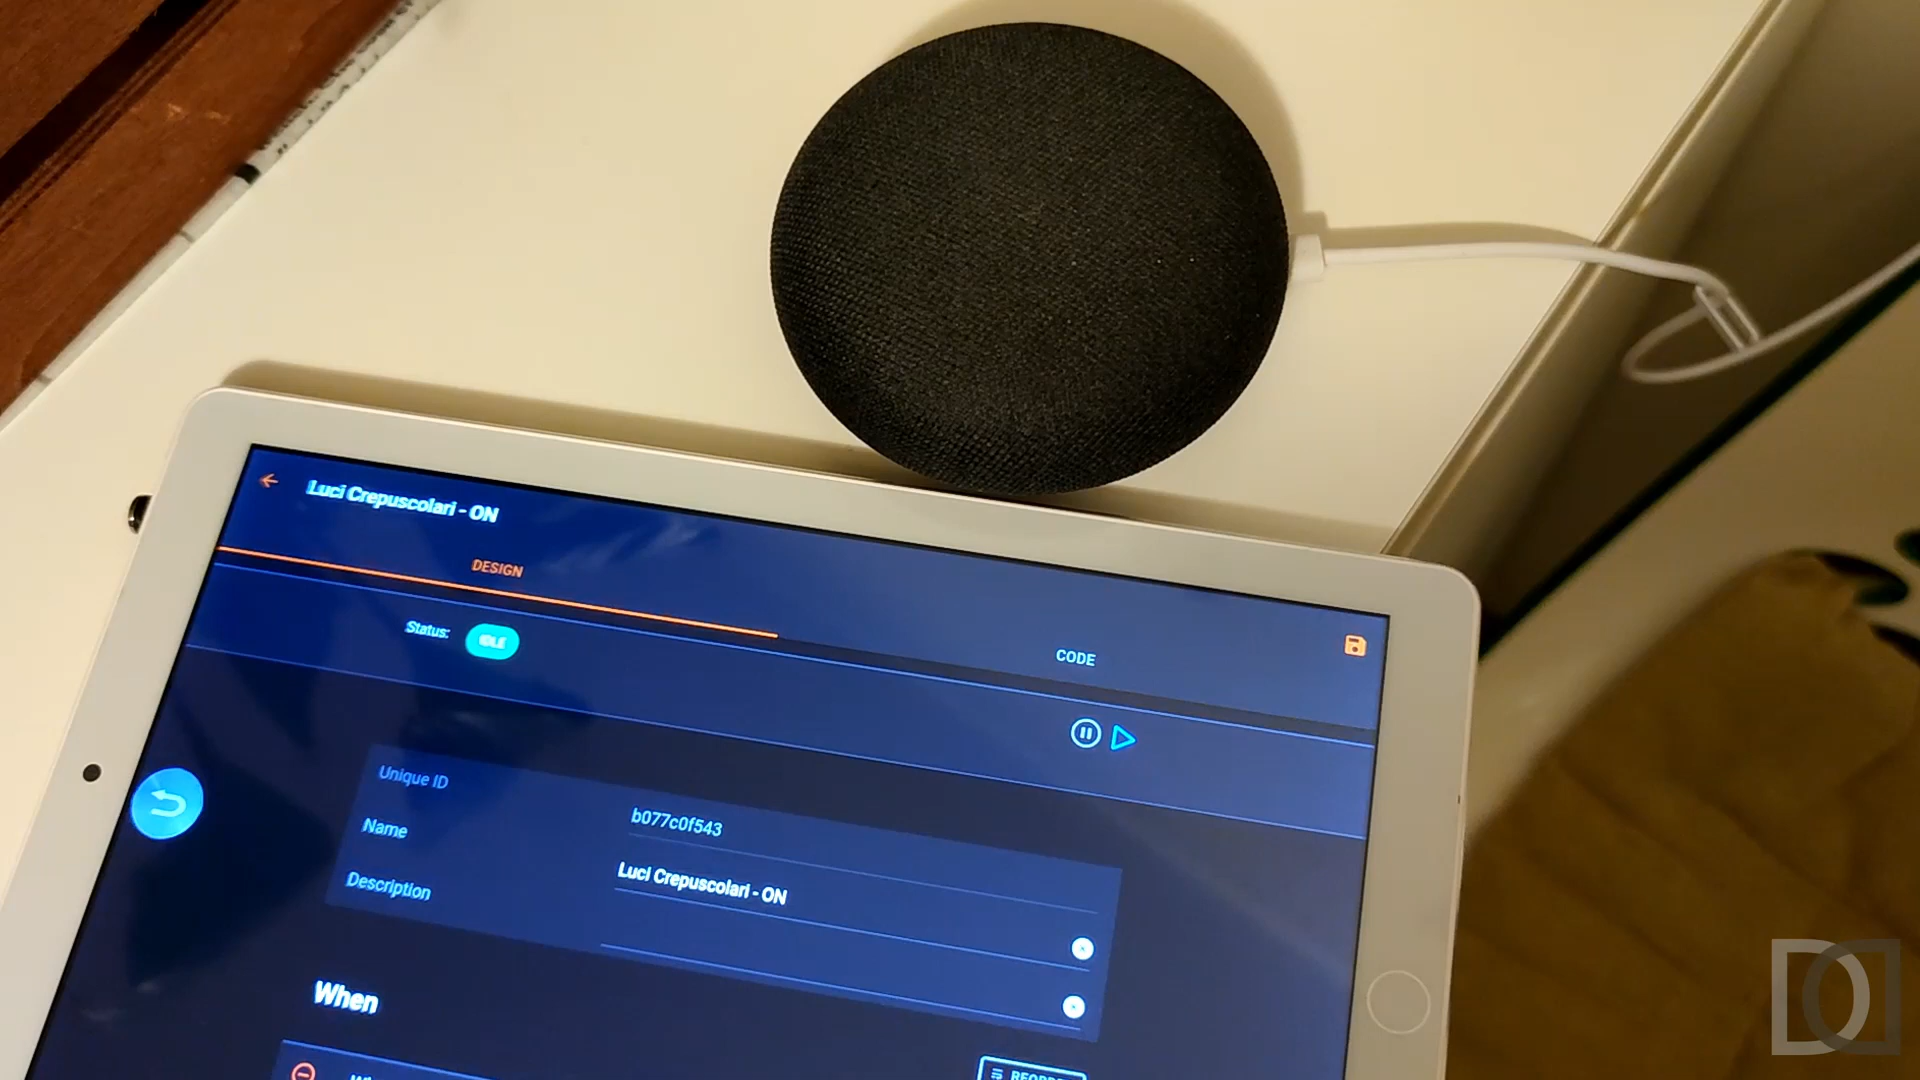 Luci Crepuscolari - ON
DESIGN
CODE
Status: IDLE
Unique ID
b077c0f543
Name
Luci Crepuscolari - ON
Description
When